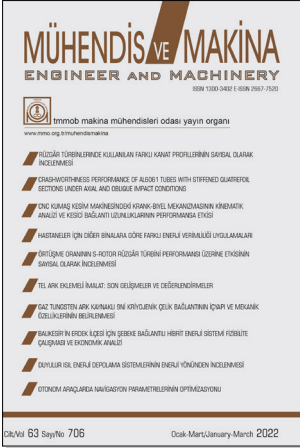 MÜHENDİS VE MAKİNA
ENGINEER AND MACHINERY
ISSN 1300-3402 E-ISSN 2667-7520
tmmob makina mühendisleri odası yayın organı
www.mmo.org.tr/muhendismakina
RÜZGÂR TÜRBİNLERİNDE KULLANILAN FARKLI KANAT PROFİLLERİNİN SAYISAL OLARAK
İNCELENMESİ
CRASHWORTHINESS PERFORMANCE OF AL6061 TUBES WITH STIFFENED QUATREFOIL
SECTIONS UNDER AXIAL AND OBLIQUE IMPACT CONDITIONS
CNC KUMAŞ KESİM MAKİNESİNDEKİ KRANK-BİYEL MEKANİZMASININ KİNEMATİK
ANALİZİ VE KESİCİ BAĞLANTI UZUNLUKLARININ PERFORMANSA ETKİSİ
HASTANELER İÇİN DİĞER BİNALARA GÖRE FARKLI ENERJİ VERİMLİLİĞİ UYGULAMALARI
ÖRTÜŞME ORANININ S-ROTOR RÜZGÂR TÜRBİNİ PERFORMANSI ÜZERİNE ETKİSİNİN
SAYISAL OLARAK İNCELENMESİ
TEL ARK EKLEMELİ İMALAT: SON GELİŞMELER VE DEĞERLENDİRMELER
GAZ TUNGSTEN ARK KAYNAKLI 9Nİ KRİYOJENİK ÇELİK BAĞLANTININ İÇYAPI VE MEKANİK
ÖZELLİKLERİNİN BELİRLENMESİ
BALIKESİR'İN ERDEK İLÇESİ İÇİN ŞEBEKE BAĞLANTILI HİBRİT ENERJİ SİSTEMİ FİZİBİLİTE
ÇALIŞMASI VE EKONOMİK ANALİZİ
DUYULUR ISIL ENERJİ DEPOLAMA SİSTEMLERİNİN ENERJİ YÖNÜNDEN İNCELENMESİ
OTONOM ARAÇLARDA NAVİGASYON PARAMETRELERİNİN OPTİMİZASYONU
Cilt/Vol 63 Sayı/No 706 Ocak-Mart/January-March 2022